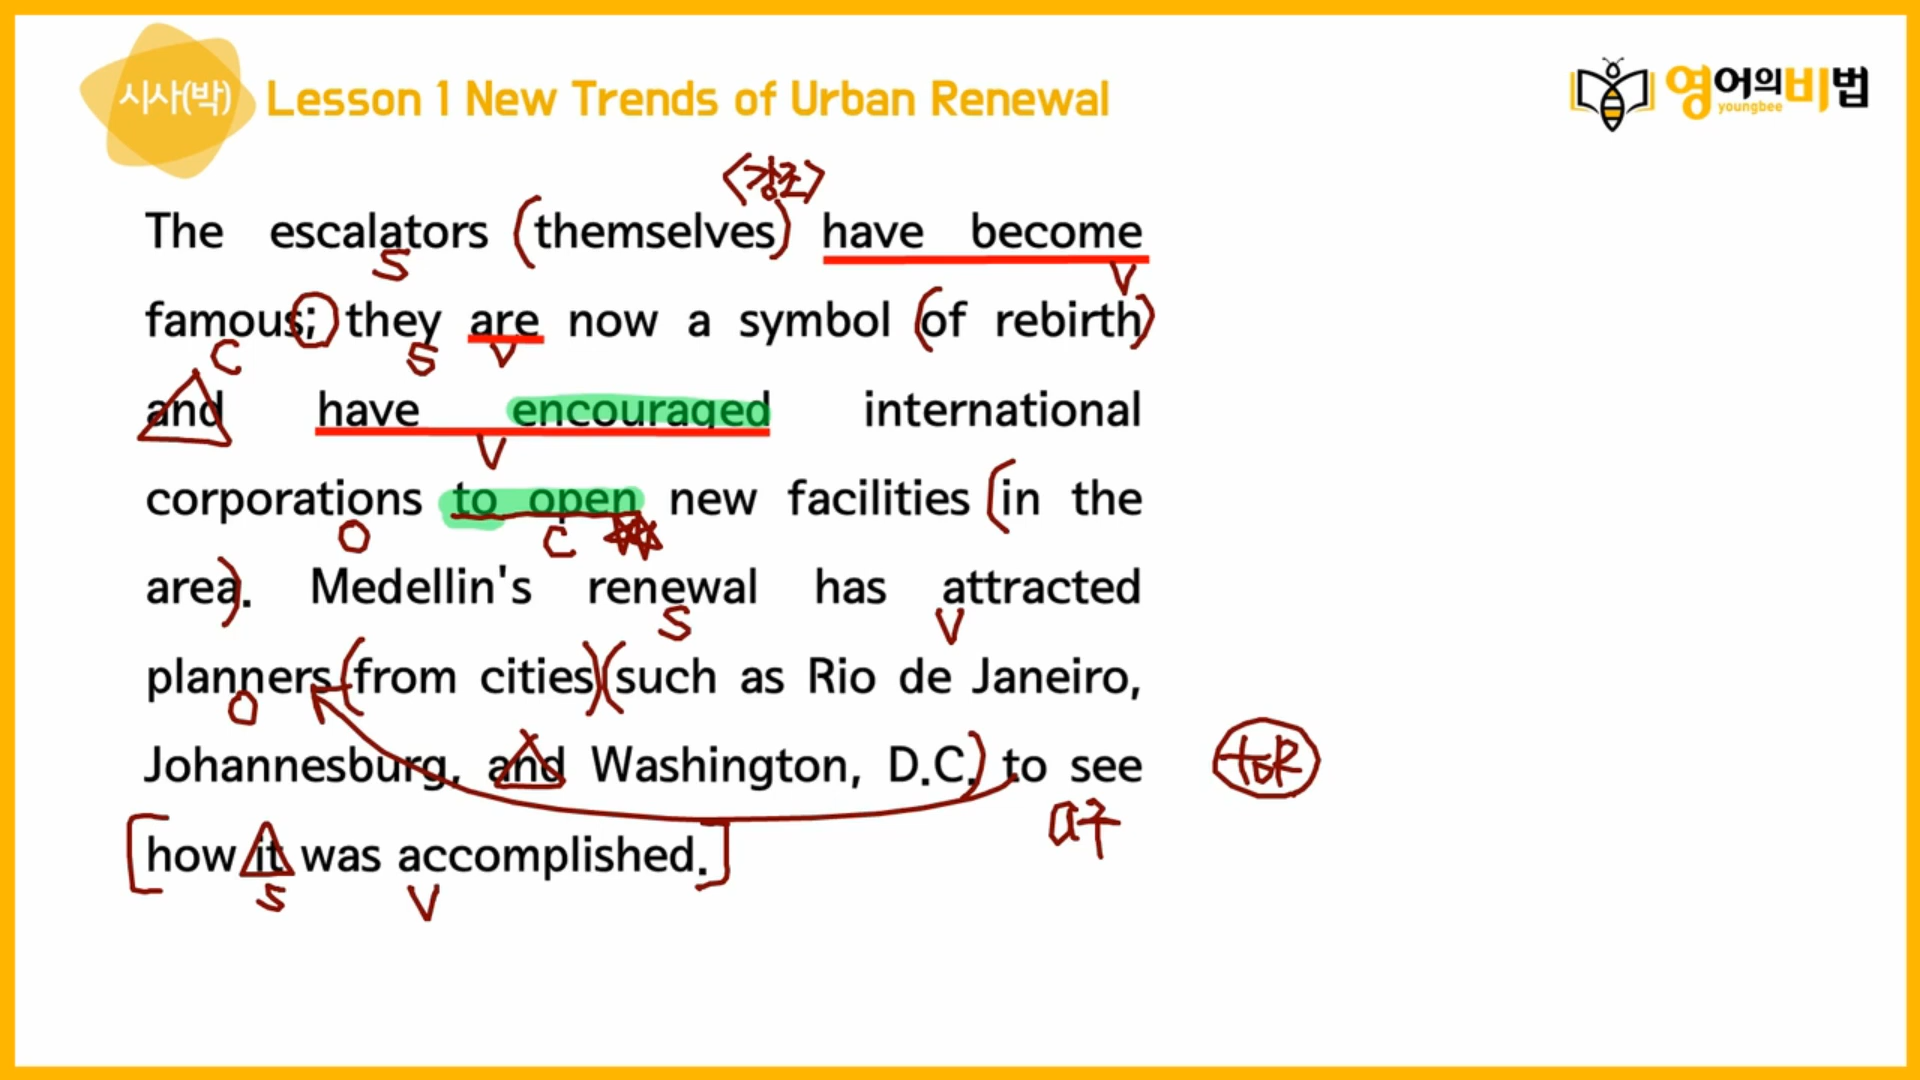 시사(박)
Lesson 1 New Trends of Urban Renewal
영어의비법
youngbee
<강조>
The escalators (themselves) have become
S V
famous; they are now a symbol (of rebirth)
C S V
and have encouraged international
V
corporations to open new facilities (in the
O C
area). Medellin's renewal has attracted
S V
planners (from cities)(such as Rio de Janeiro,
O
Johannesburg, and Washington, D.C.) to see
[how it was accomplished.]
S V